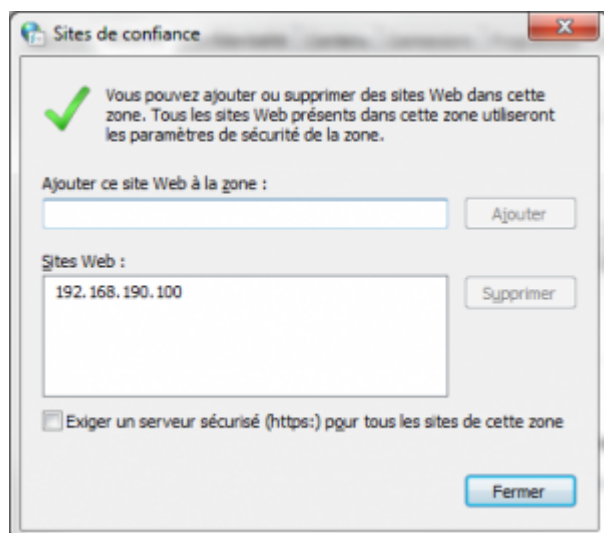 Sites de confiance
Vous pouvez ajouter ou supprimer des sites Web dans cette
zone. Tous les sites Web présents dans cette zone utiliseront
les paramètres de sécurité de la zone.
Ajouter ce site Web à la zone :
Ajouter
Sites Web :
192.168.190.100
Supprimer
Exiger un serveur sécurisé (https:) pour tous les sites de cette zone
Fermer